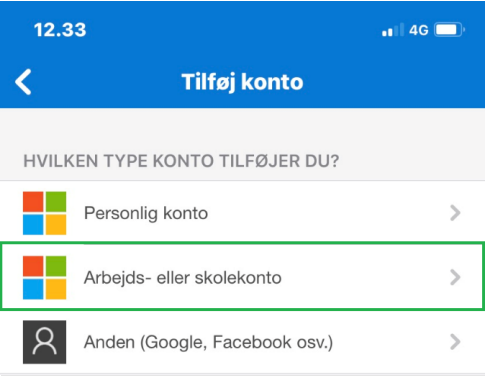 12.33
4G
Tilføj konto
HVILKEN TYPE KONTO TILFØJER DU?
Personlig konto
Arbejds- eller skolekonto
Anden (Google, Facebook osv.)